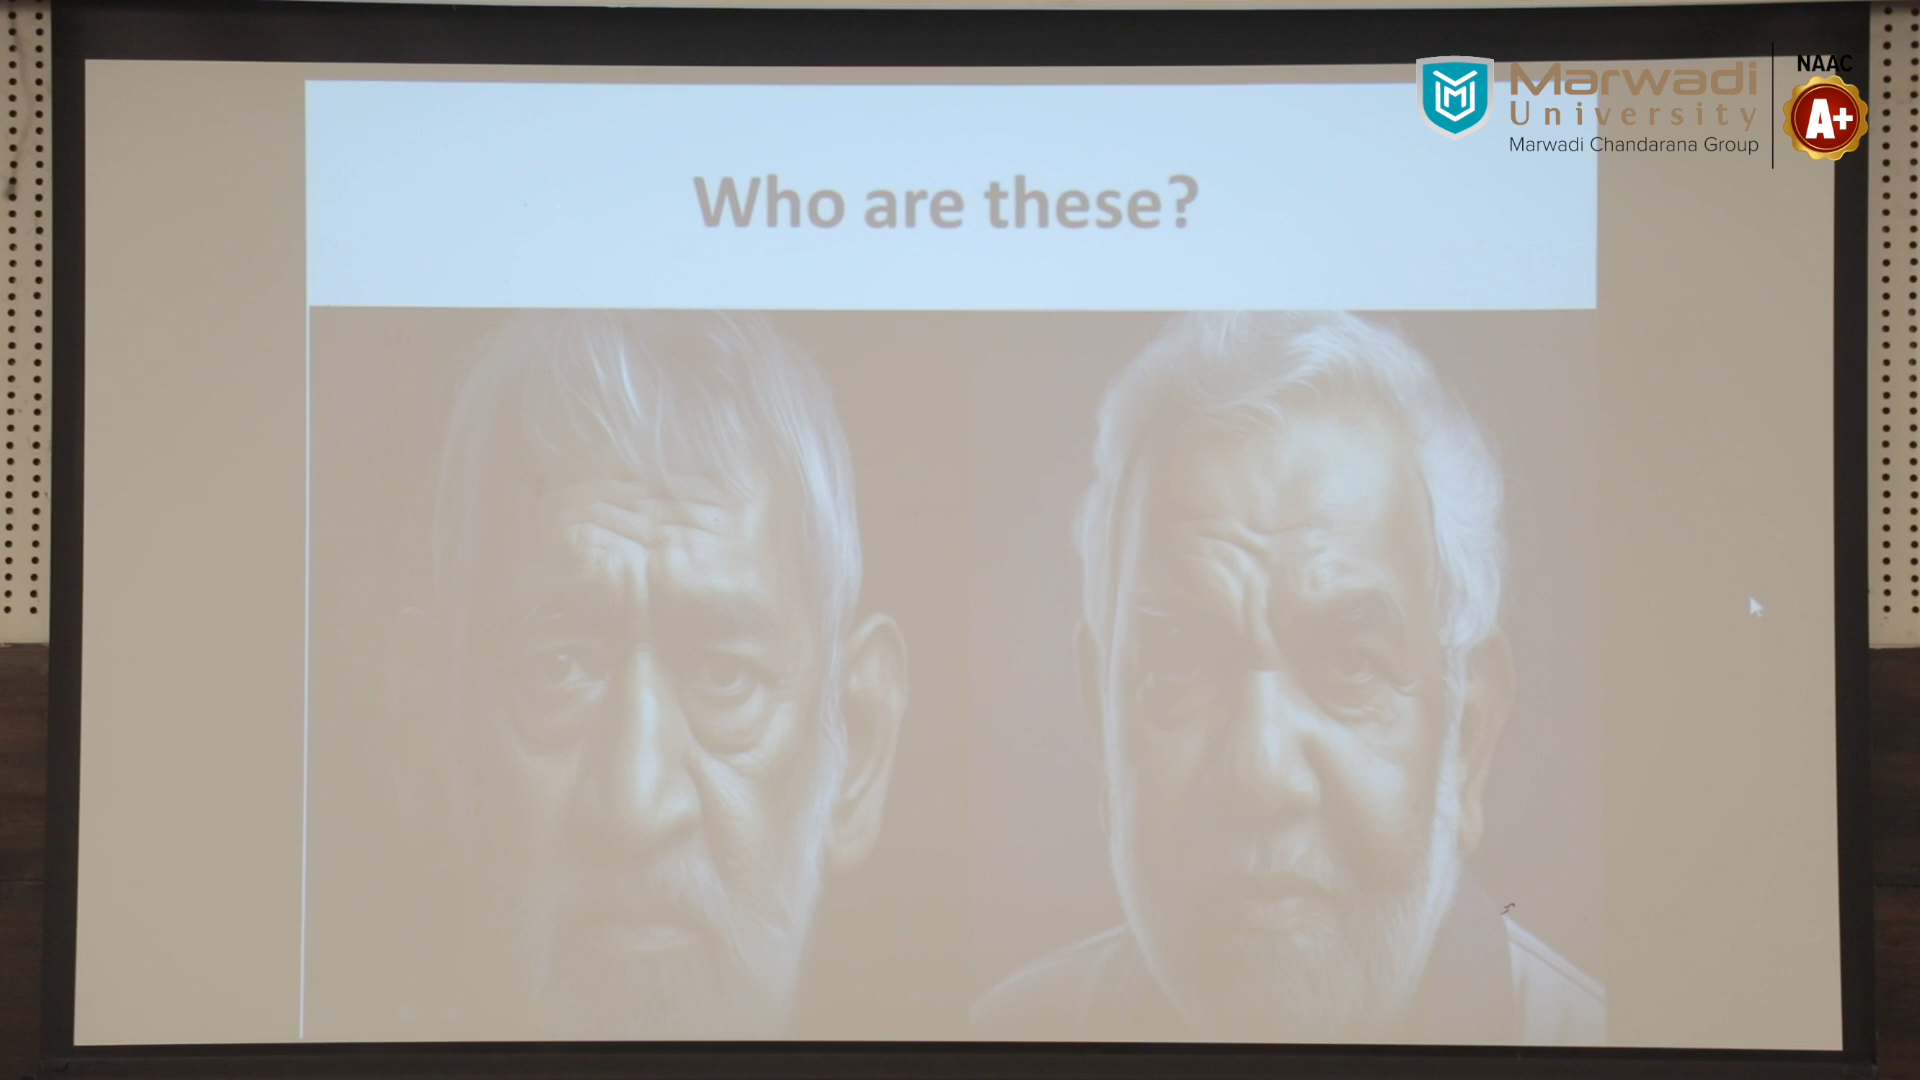 Who are these?
Marwadi
University
Marwadi Chandarana Group
NAAC
A+